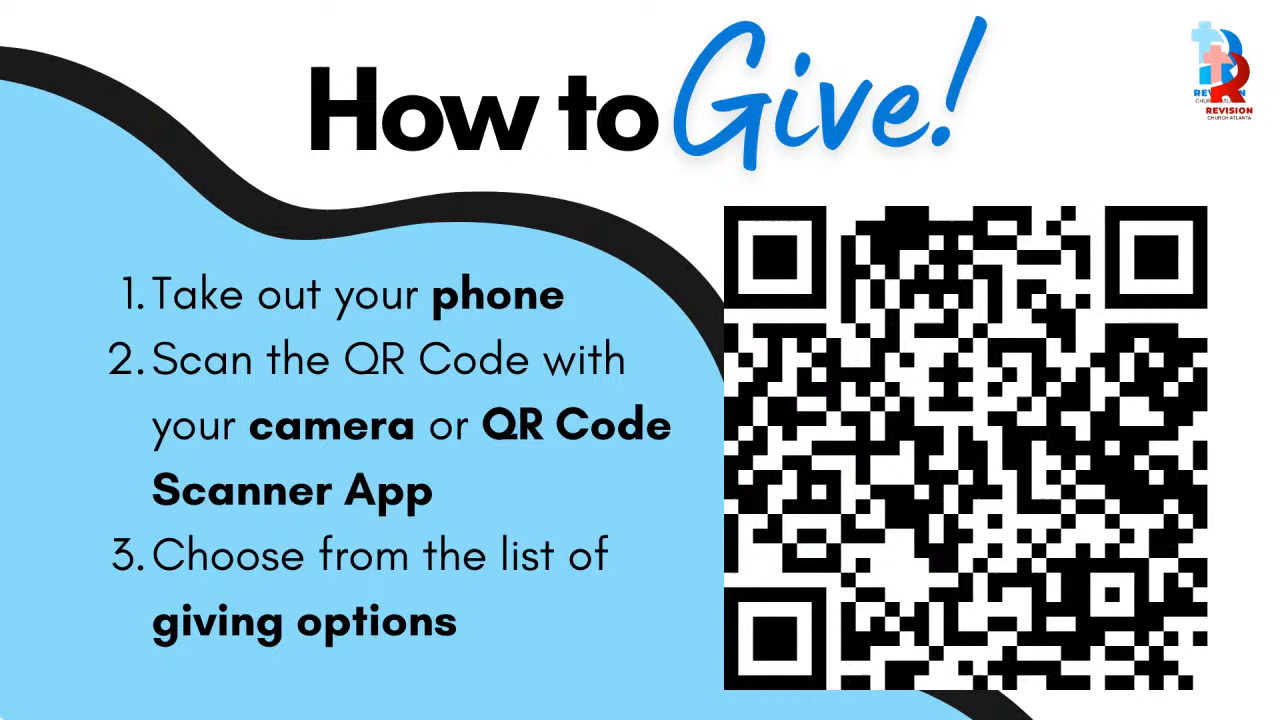 How to Give!
REVISION
CHURCH ATLANTA
1. Take out your phone
2. Scan the QR Code with
your camera or QR Code
Scanner App
3. Choose from the list of
giving options